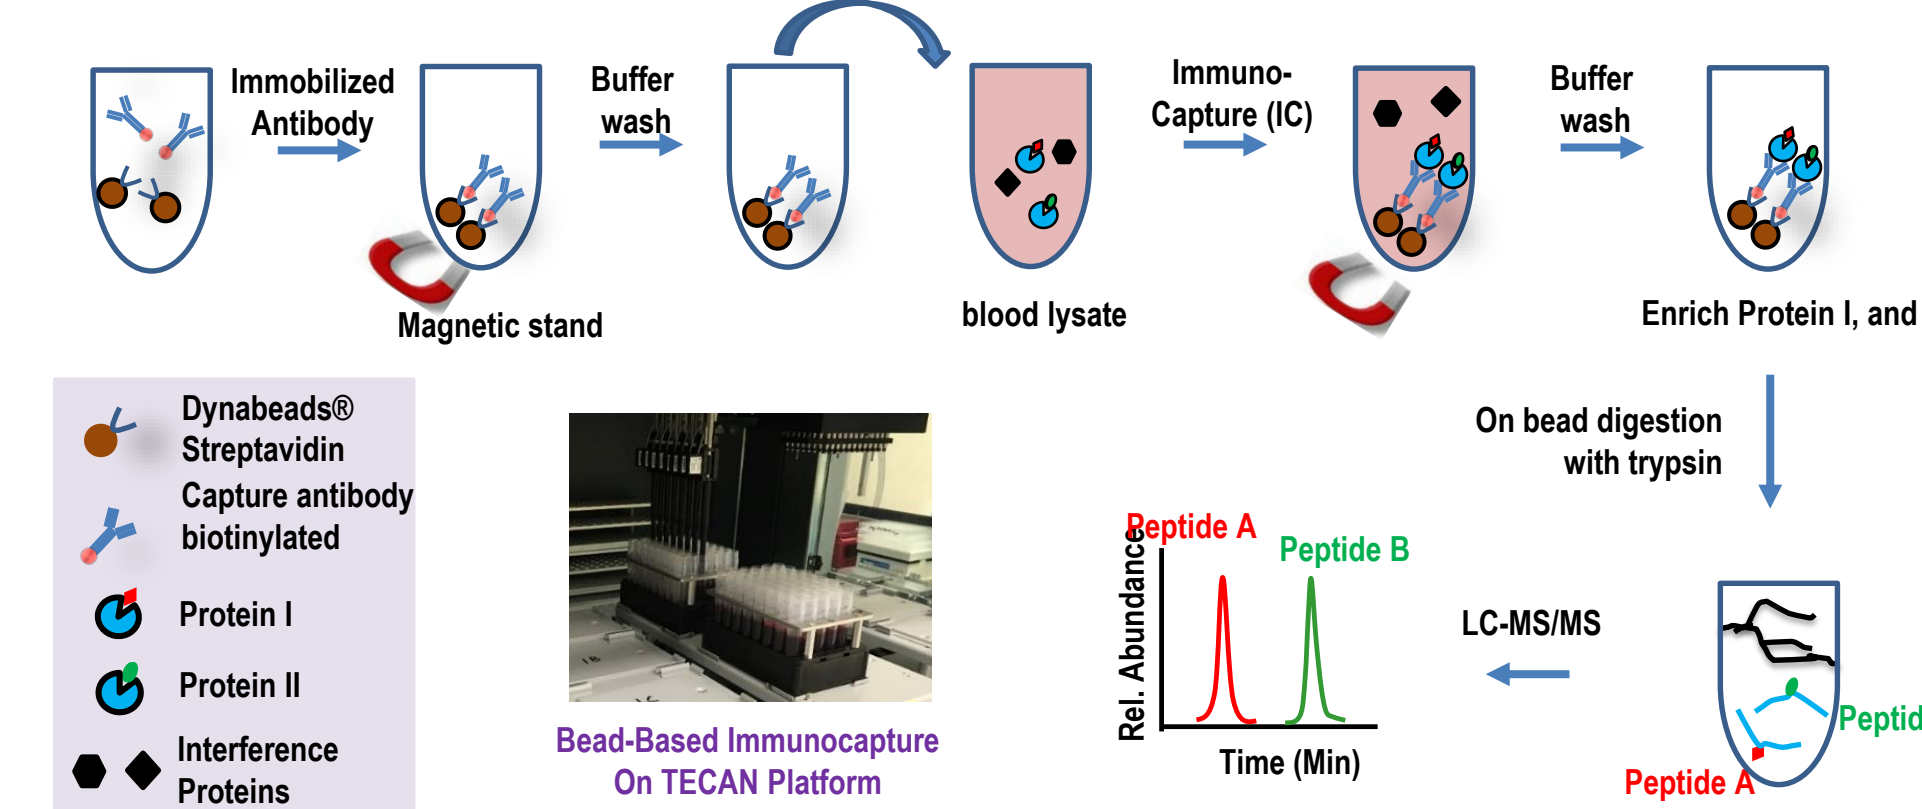 Immobilized
Antibody
Buffer
wash
Immuno-
Capture (IC)
Buffer
wash
Magnetic stand
blood lysate
Enrich Protein I, and
Dynabeads®
Streptavidin
Capture antibody
biotinylated
Protein I
Protein II
Interference
Proteins
Bead-Based Immunocapture
On TECAN Platform
On bead digestion
with trypsin
Peptide A
Peptide B
Rel. Abundance
Time (Min)
LC-MS/MS
Peptid
Peptide A